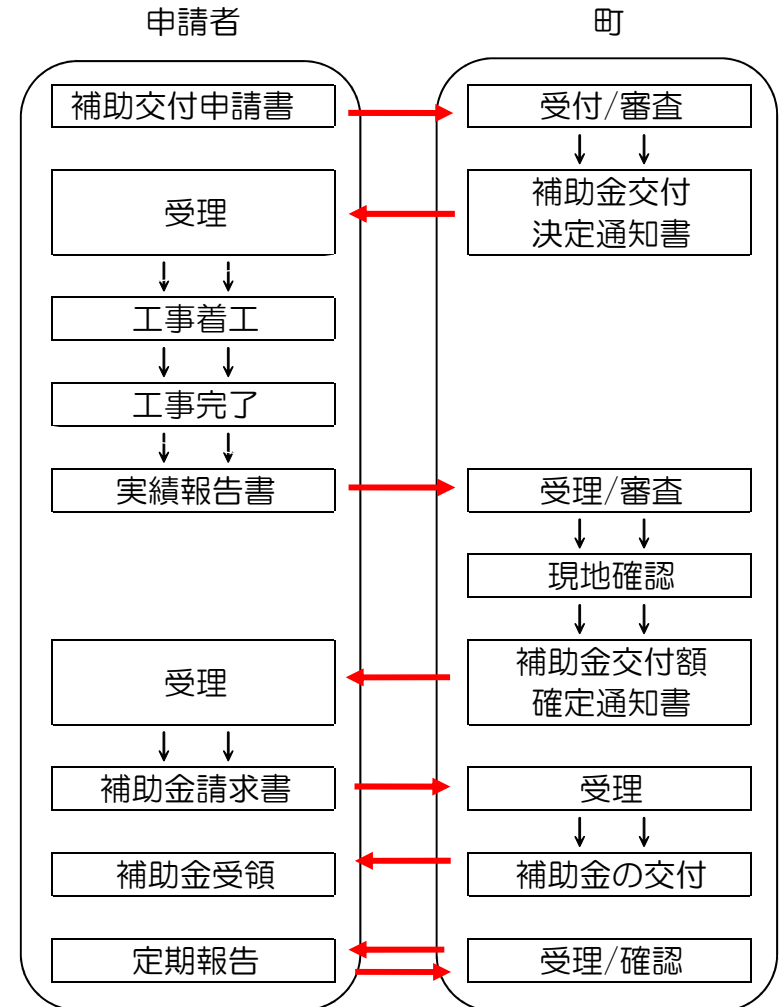 申請者
町
補助交付申請書
受付/審査
受理
補助金交付
決定通知書
工事着工
工事完了
実績報告書
受理/審査
現地確認
受理
補助金交付額
確定通知書
補助金請求書
受理
補助金受領
補助金の交付
定期報告
受理/確認